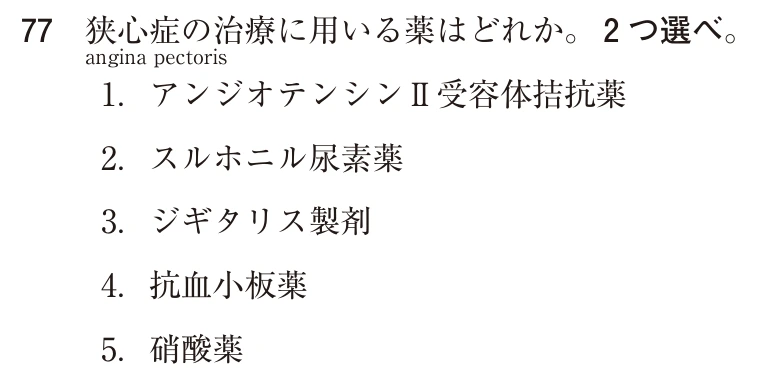 77 狭心症の治療に用いる薬はどれか。2つ選べ。
angina pectoris
1. アンジオテンシンⅡ受容体拮抗薬
2. スルホニル尿素薬
3. ジギタリス製剤
4. 抗血小板薬
5. 硝酸薬